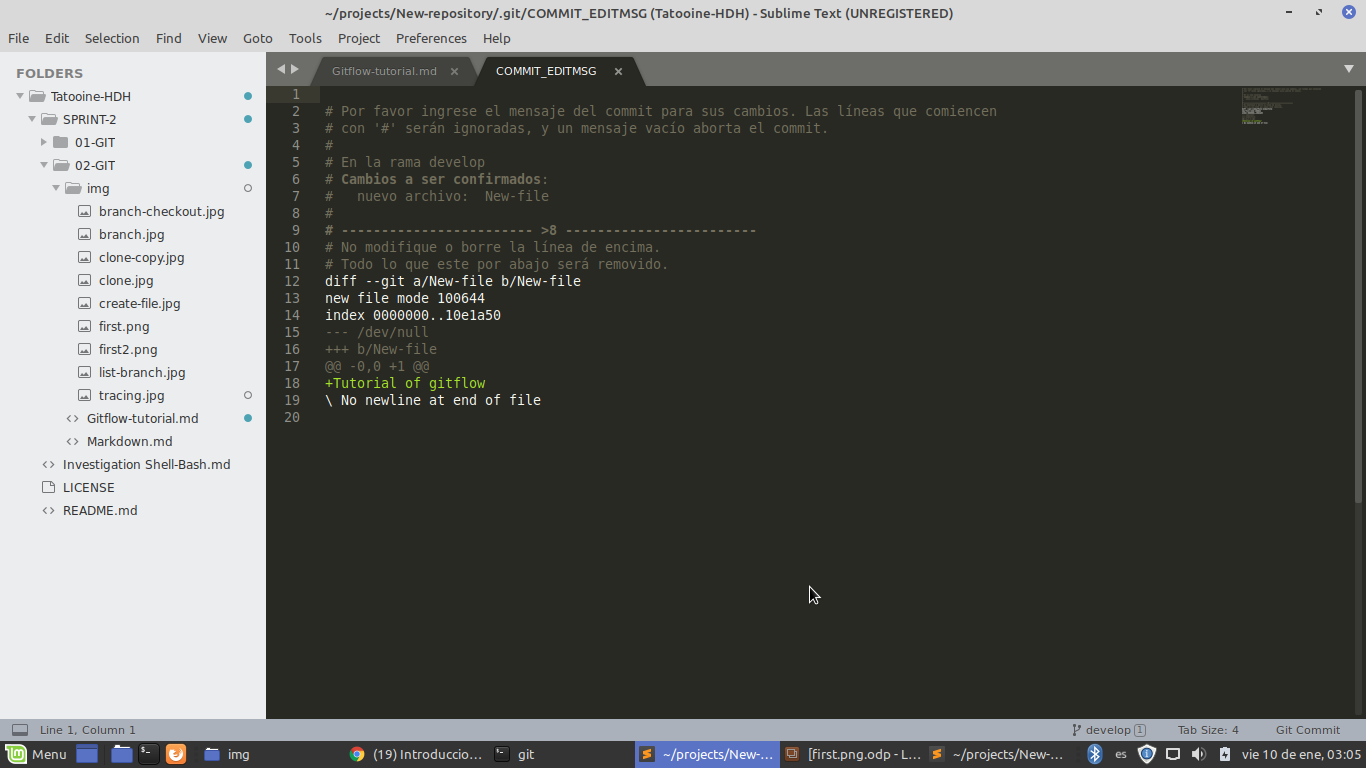 ~/projects/New-repository/.git/COMMIT_EDITMSG (Tatooine-HDH) - Sublime Text (UNREGISTERED)
File Edit Selection Find View Goto Tools Project Preferences Help
FOLDERS
Tatooine-HDH
SPRINT-2
01-GIT
02-GIT
img
branch-checkout.jpg
branch.jpg
clone-copy.jpg
clone.jpg
create-file.jpg
first.png
first2.png
list-branch.jpg
tracing.jpg
Gitflow-tutorial.md
Markdown.md
Investigation Shell-Bash.md
LICENSE
README.md
Gitflow-tutorial.md × COMMIT_EDITMSG ×
1
2 # Por favor ingrese el mensaje del commit para sus cambios. Las líneas que comiencen
3 # con '#' serán ignoradas, y un mensaje vacío aborta el commit.
4 #
5 # En la rama develop
6 # Cambios a ser confirmados:
7 #   nuevo archivo:  New-file
8 #
9 # ------------------------ >8 ------------------------
10 # No modifique o borre la línea de encima.
11 # Todo lo que este por abajo será removido.
12 diff --git a/New-file b/New-file
13 new file mode 100644
14 index 0000000..10e1a50
15 --- /dev/null
16 +++ b/New-file
17 @@ -0,0 +1 @@
18 +Tutorial of gitflow
19 \ No newline at end of file
20
Line 1, Column 1 develop 1 Tab Size: 4 Git Commit
Menu img (19) Introduccio... git ~/projects/New-... [first.png.odp - L... ~/projects/New-... es vie 10 de ene, 03:05